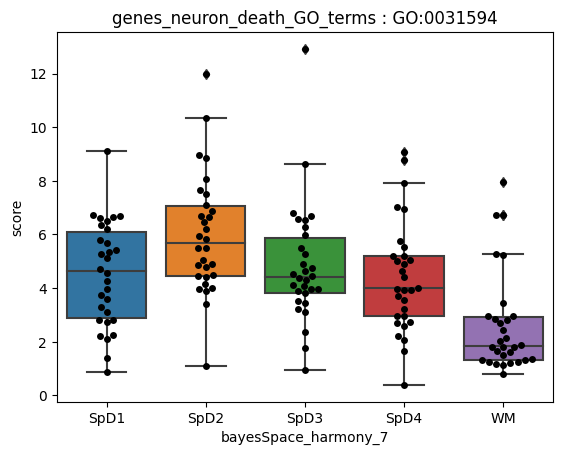 genes_neuron_death_GO_terms : GO:0031594
12
10
8
6
4
2
0
score
SpD1 SpD2 SpD3 SpD4 WM
bayesSpace_harmony_7